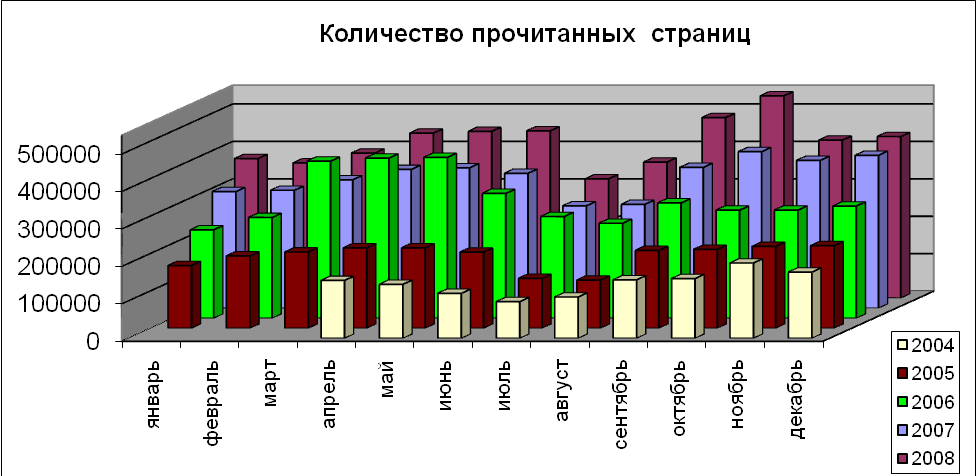 Количество прочитанных  страниц
500000
400000
300000
200000
100000
0
январь
февраль
март
апрель
май
июнь
июль
август
сентябрь
октябрь
ноябрь
декабрь
2004
2005
2006
2007
2008